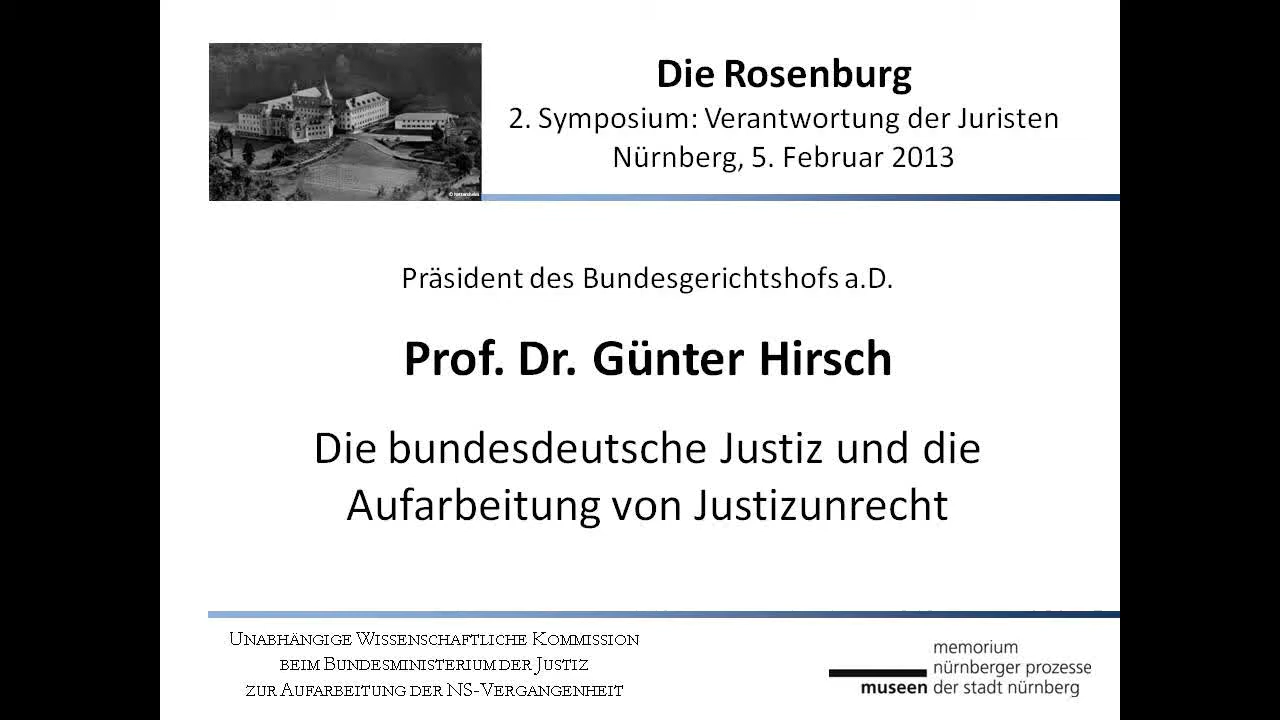 Die Rosenburg
2. Symposium: Verantwortung der Juristen
Nürnberg, 5. Februar 2013
Präsident des Bundesgerichtshofs a.D.
Prof. Dr. Günter Hirsch
Die bundesdeutsche Justiz und die
Aufarbeitung von Justizunrecht
UNABHÄNGIGE WISSENSCHAFTLICHE KOMMISSION
BEIM BUNDESMINISTERIUM DER JUSTIZ
ZUR AUFARBEITUNG DER NS-VERGANGENHEIT
memorium
nürnberger prozesse
museen der stadt nürnberg